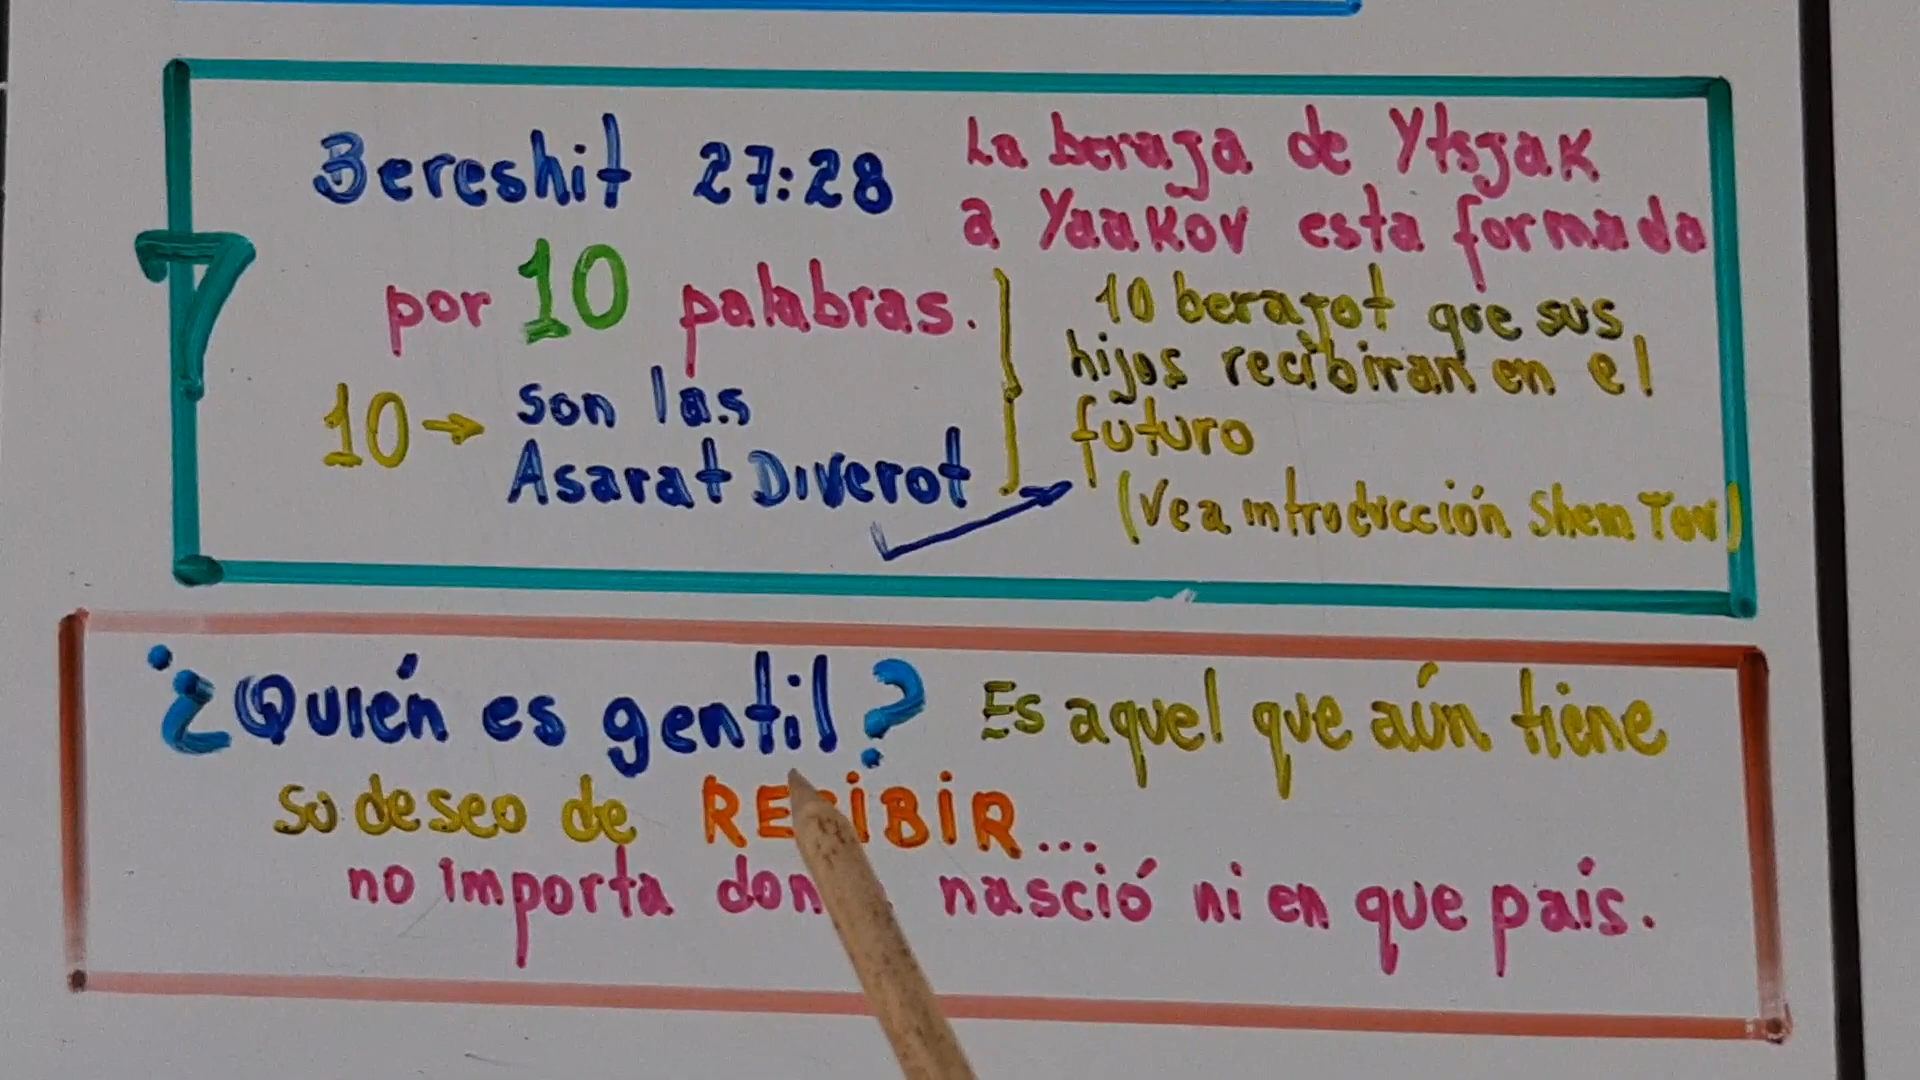 7
Bereshit 27:28
La beraja de Ytsjak
a Yaakov esta formada
por 10 palabras.
10 → son las
Asarat Diverot
10 berajot que sus
hijos recibiran en el
futuro
(Vea introducción Shem Tov)
¿Quién es gentil? Es aquel que aún tiene
su deseo de RECIBIR...
no importa nasció ni en que país.